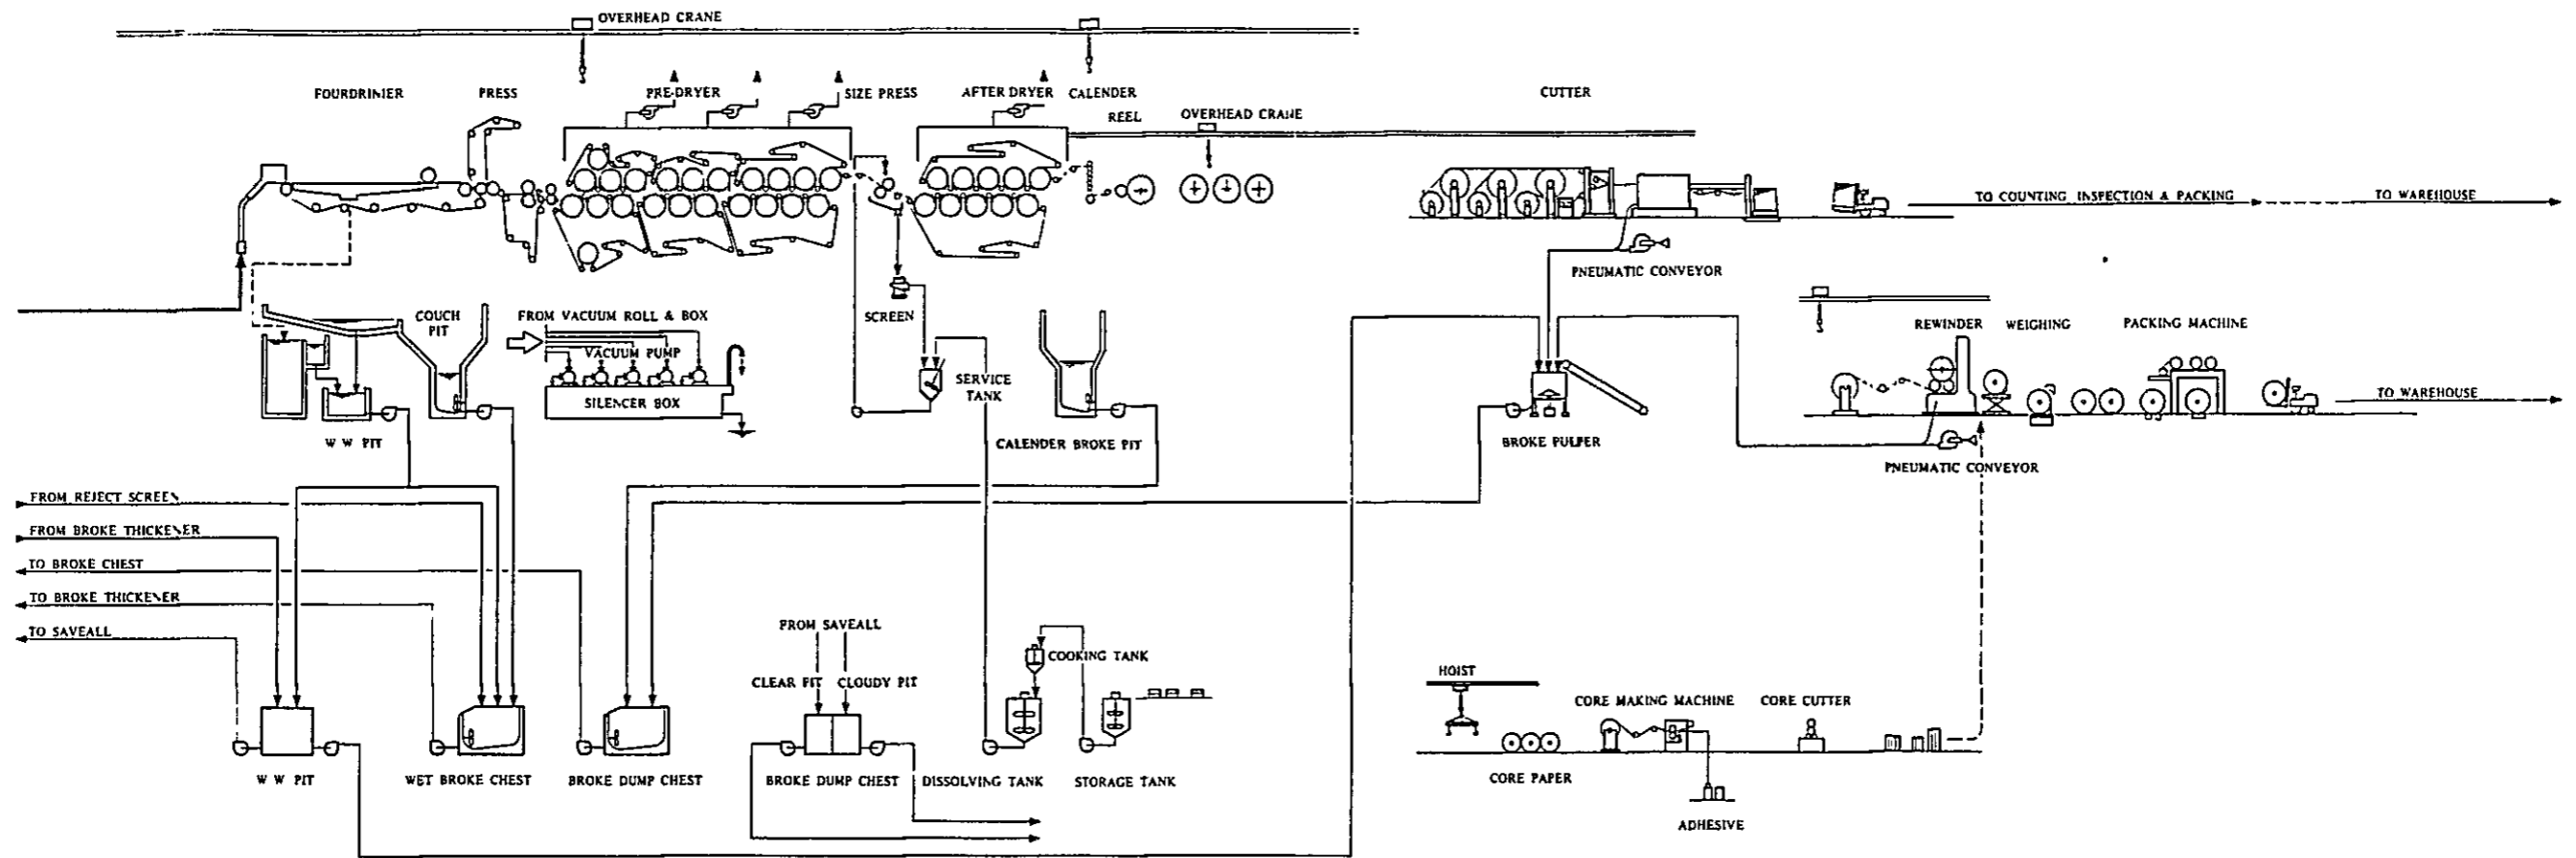 OVERHEAD CRANE
FOURDRINIER
PRESS
PRE-DRYER
SIZE PRESS
AFTER DRYER
CALENDER
REEL
OVERHEAD CRANE
CUTTER
TO COUNTING, INSPECTION & PACKING
TO WAREHOUSE
PNEUMATIC CONVEYOR
COUCH
PIT
FROM VACUUM ROLL & BOX
VACUUM PUMP
SILENCER BOX
SCREEN
SERVICE
TANK
W W PIT
CALENDER BROKE PIT
BROKE PULPER
REWINDER
WEIGHING
PACKING MACHINE
TO WAREHOUSE
PNEUMATIC CONVEYOR
FROM REJECT SCREEN
FROM BROKE THICKENER
TO BROKE CHEST
TO BROKE THICKENER
TO SAVEALL
FROM SAVEALL
CLEAR PIT
CLOUDY PIT
COOKING TANK
HOIST
CORE MAKING MACHINE
CORE CUTTER
W W PIT
WET BROKE CHEST
BROKE DUMP CHEST
BROKE DUMP CHEST
DISSOLVING TANK
STORAGE TANK
CORE PAPER
ADHESIVE